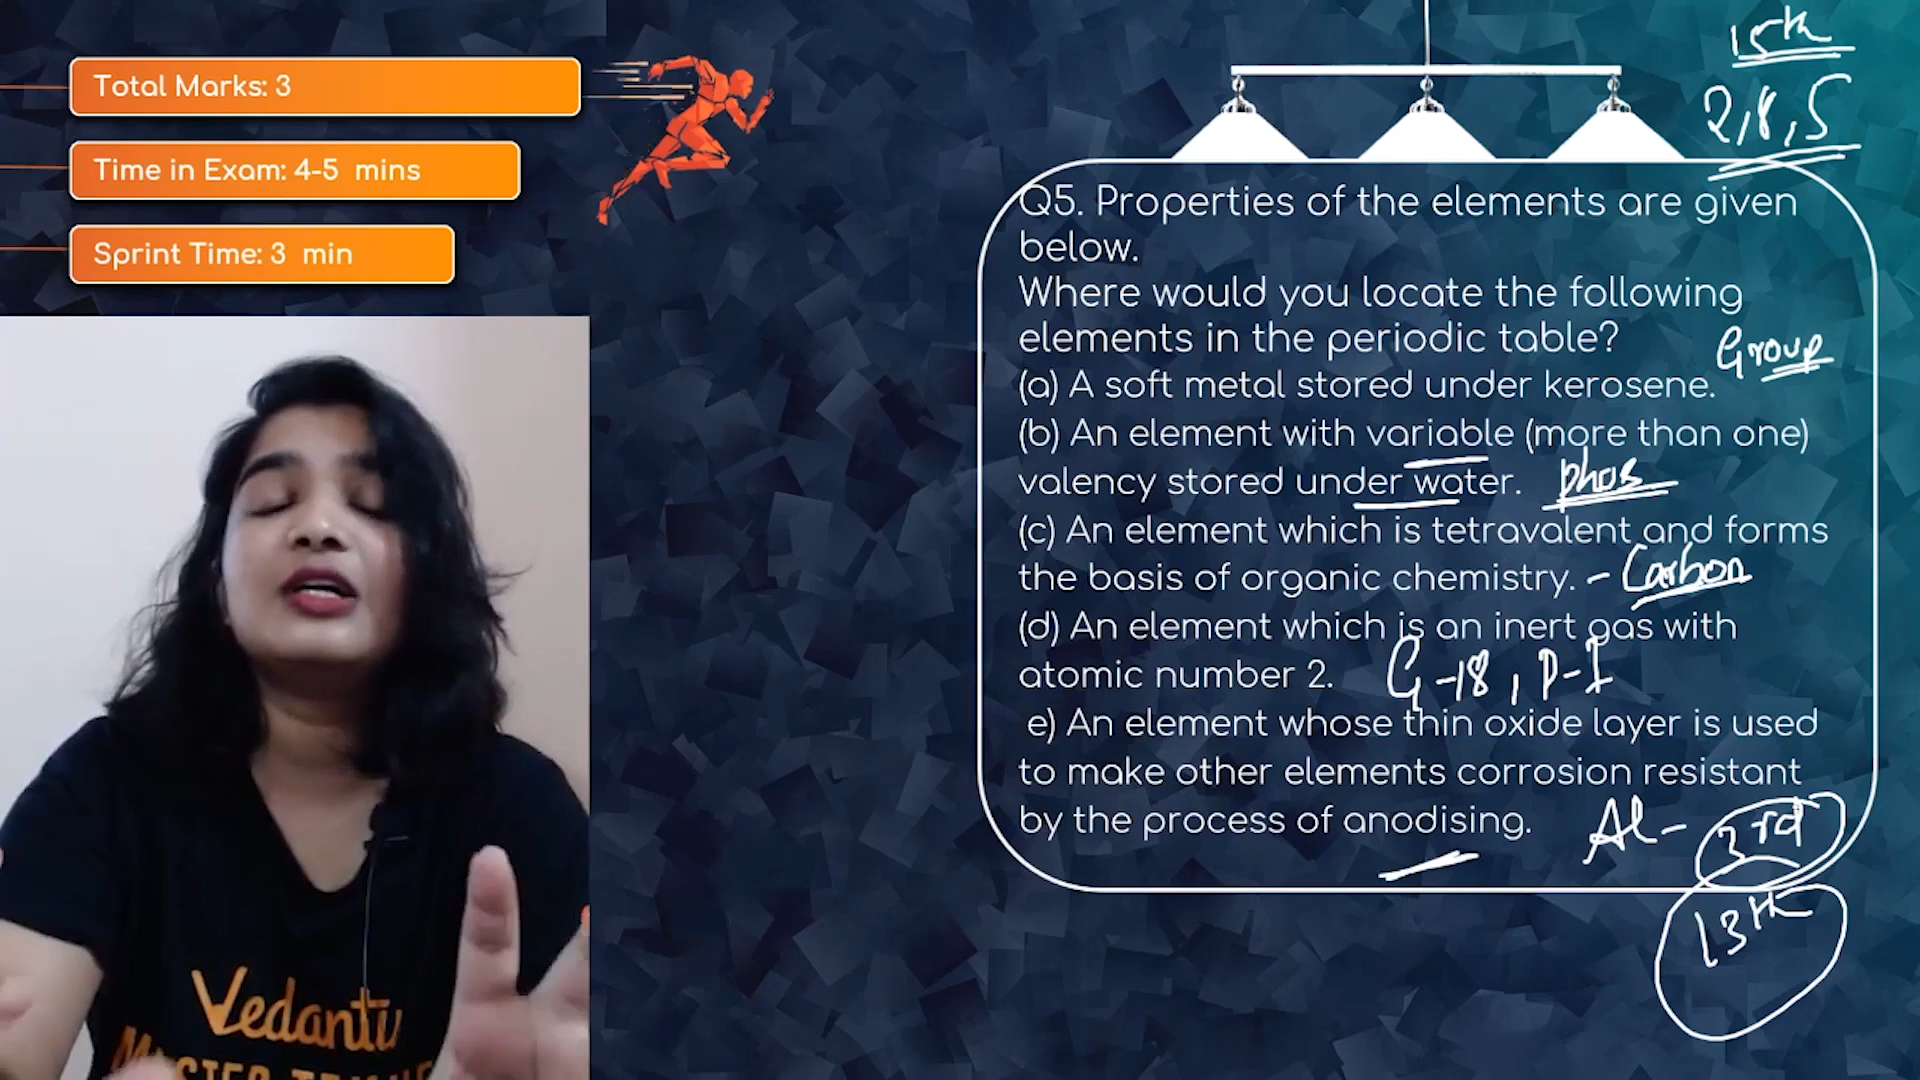 Total Marks: 3
Time in Exam: 4-5 mins
Sprint Time: 3 min
15th
2,8,5
Q5. Properties of the elements are given
below.
Where would you locate the following
elements in the periodic table?
Group
(a) A soft metal stored under kerosene.
(b) An element with variable (more than one)
valency stored under water. phos
(c) An element which is tetravalent and forms
the basis of organic chemistry. - Carbon
(d) An element which is an inert gas with
atomic number 2. G-18, P-I
e) An element whose thin oxide layer is used
to make other elements corrosion resistant
by the process of anodising. Al- 3rd
13th
Vedantu